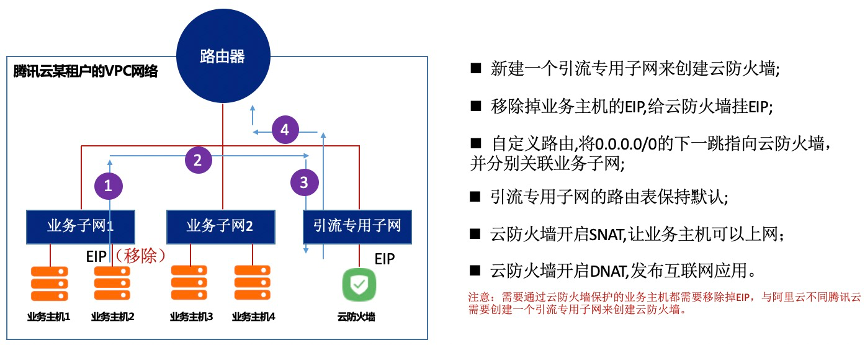 路由器
腾讯云某租户的VPC网络
4
2
1
3
业务子网1
业务子网2
引流专用子网
EIP（移除）
EIP
业务主机1
业务主机2
业务主机3
业务主机4
云防火墙
■ 新建一个引流专用子网来创建云防火墙;
■ 移除掉业务主机的EIP,给云防火墙挂EIP;
■ 自定义路由,将0.0.0.0/0的下一跳指向云防火墙，
并分别关联业务子网;
■ 引流专用子网的路由表保持默认;
■ 云防火墙开启SNAT,让业务主机可以上网；
■ 云防火墙开启DNAT,发布互联网应用。
注意：需要通过云防火墙保护的业务主机都需要移除掉EIP，与阿里云不同腾讯云
需要创建一个引流专用子网来创建云防火墙。